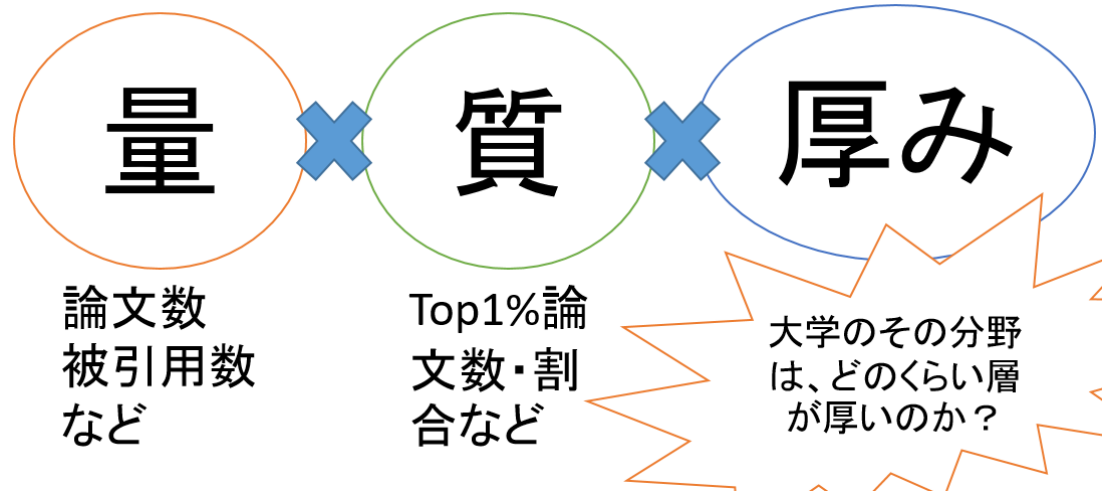 量
質
厚み
論文数
被引用数
など
Top1%論
文数・割
合など
大学のその分野
は、どのくらい層
が厚いのか？